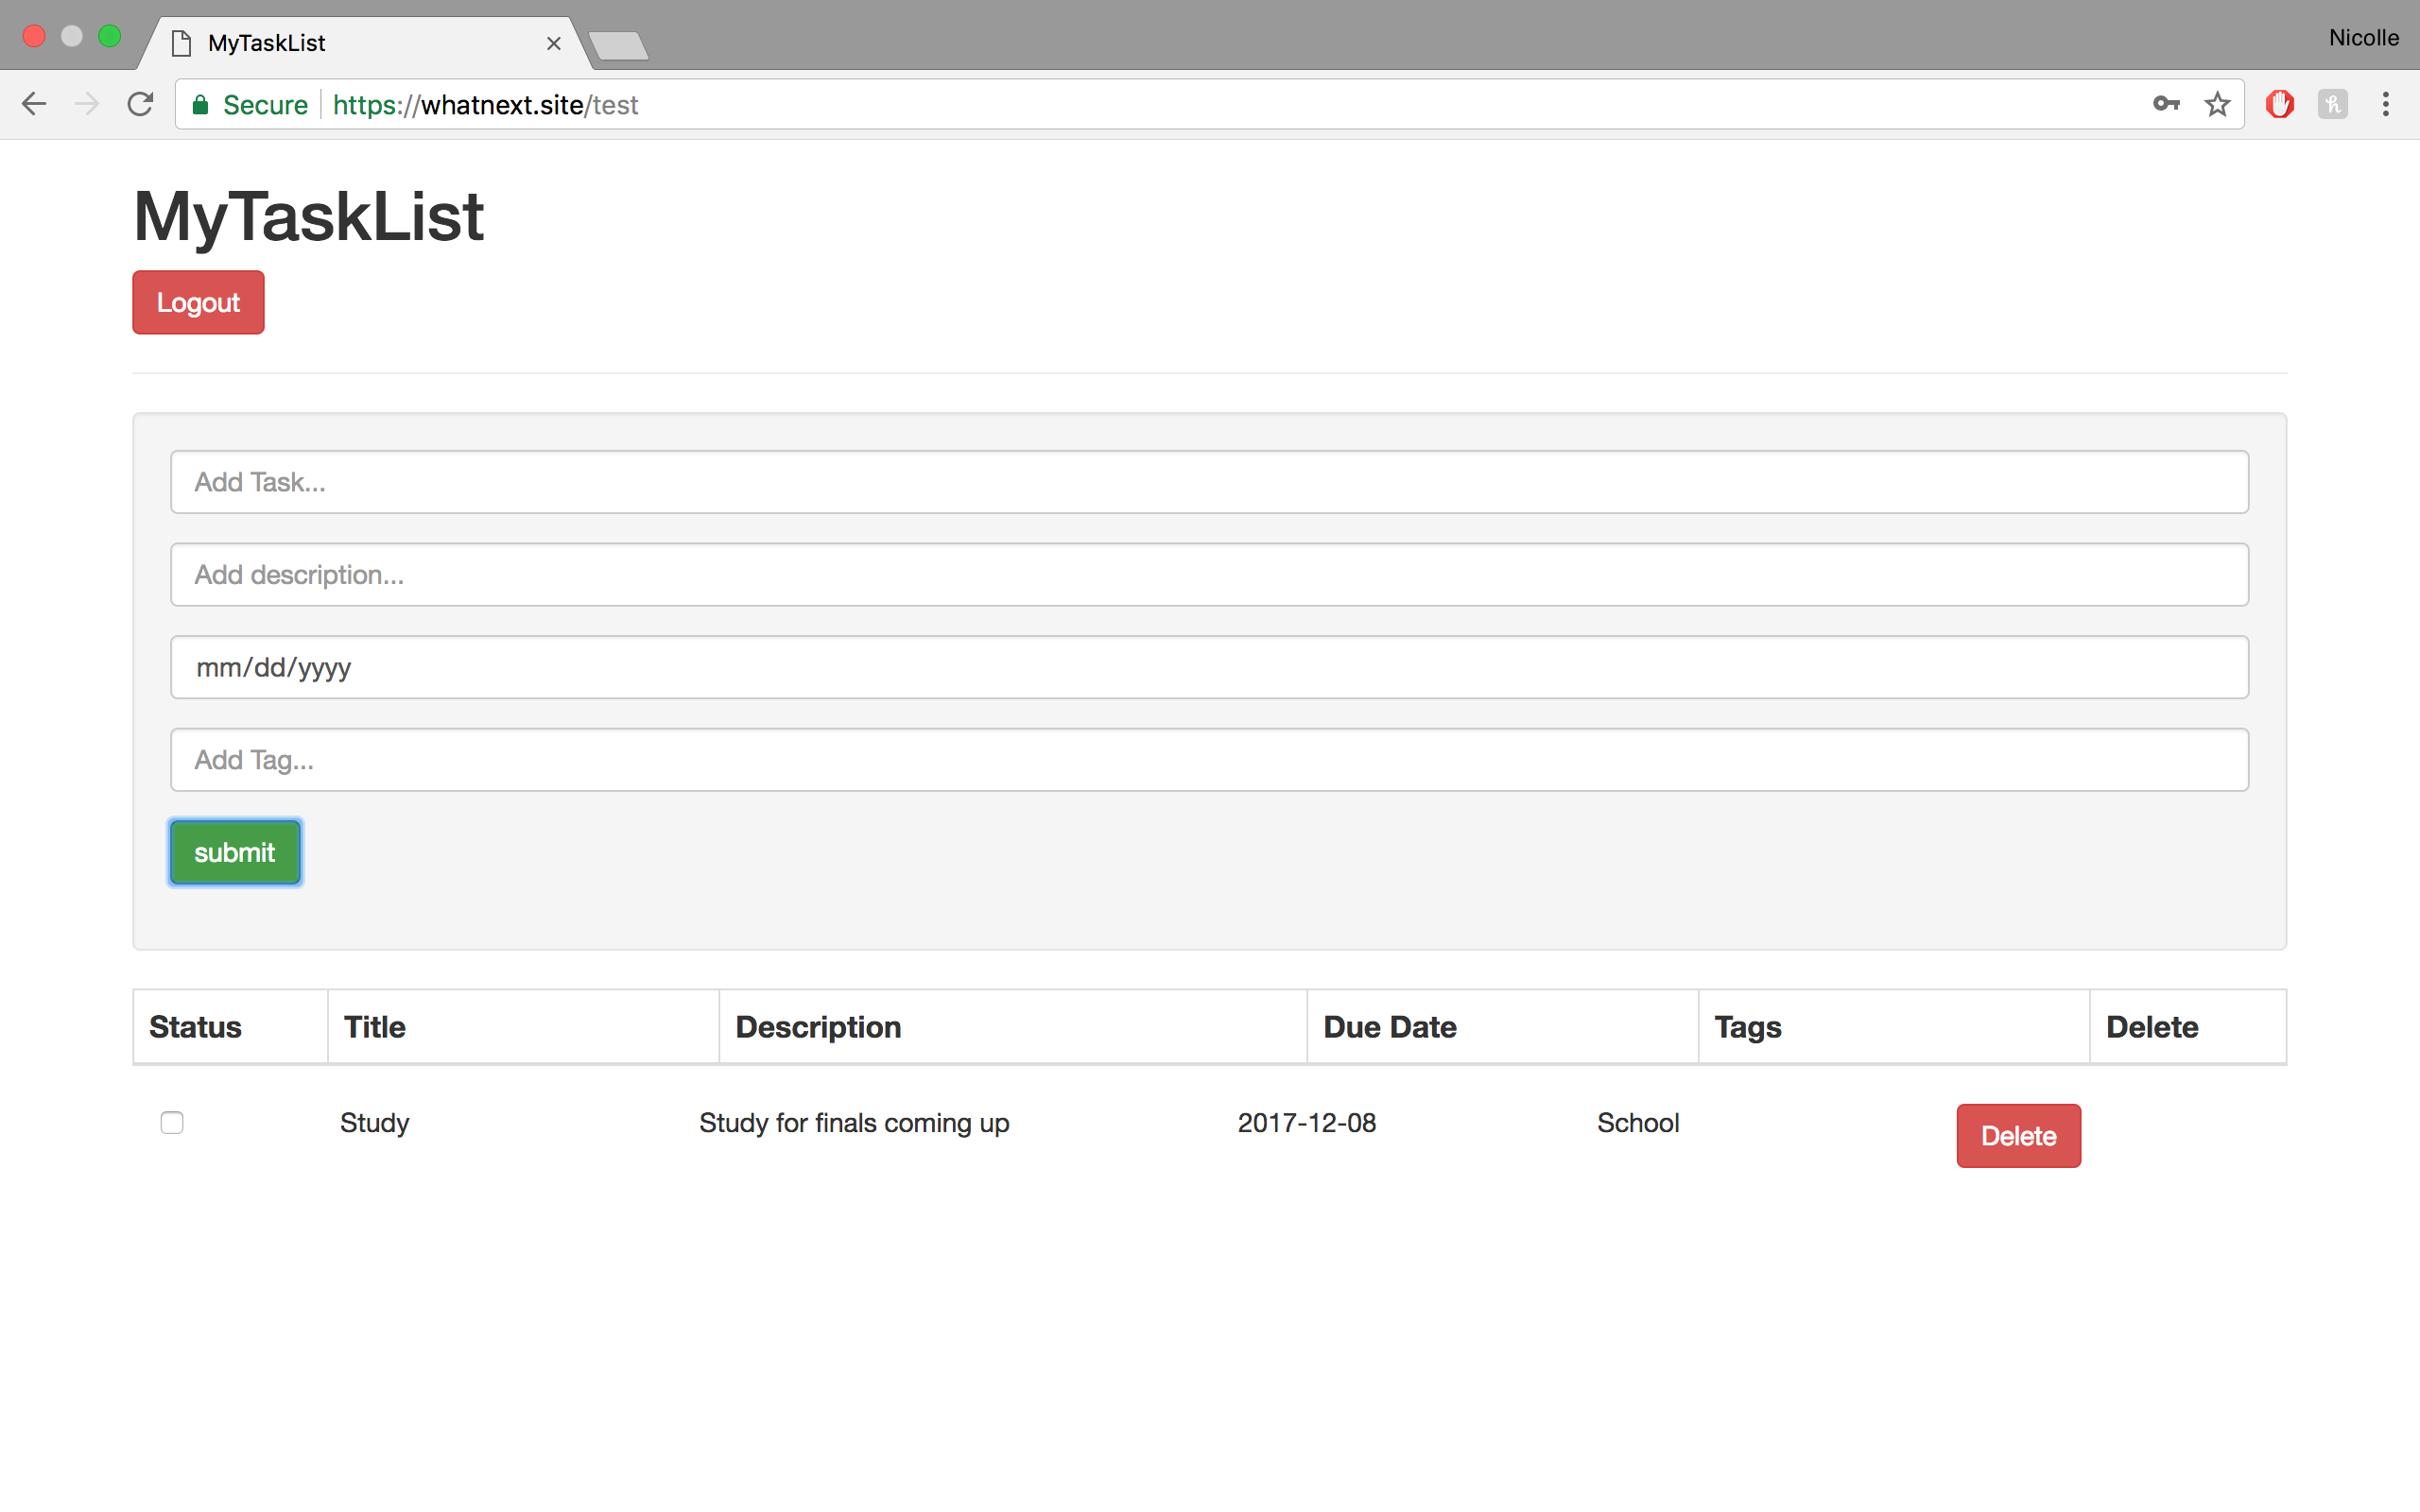 MyTaskList
Nicolle
Secure https://whatnext.site/test
MyTaskList
Logout
Add Task...
Add description...
mm/dd/yyyy
Add Tag...
submit
Status Title Description Due Date Tags Delete
Study Study for finals coming up 2017-12-08 School Delete